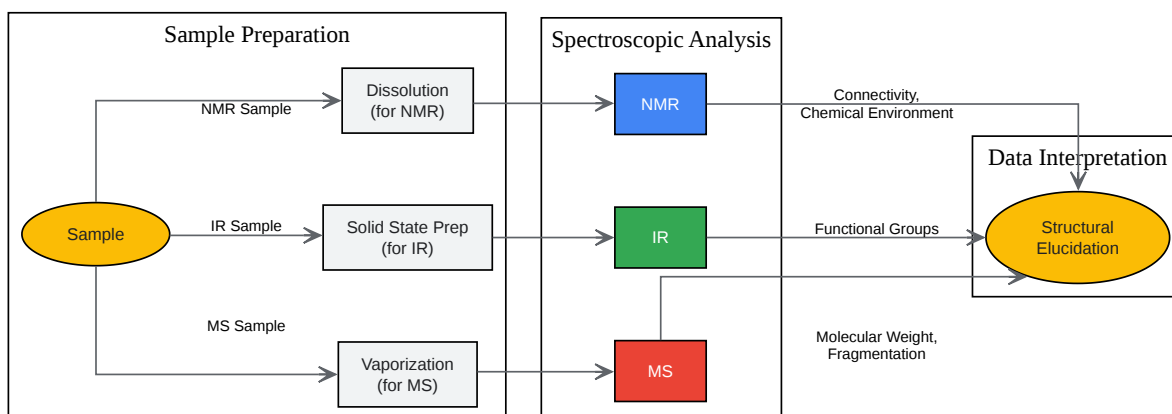 Sample Preparation
Spectroscopic Analysis
Dissolution
(for NMR)
NMR
Connectivity,
Chemical Environment
NMR Sample
Data Interpretation
Sample
IR Sample
Solid State Prep
(for IR)
IR
Functional Groups
Structural
Elucidation
MS Sample
Vaporization
(for MS)
MS
Molecular Weight,
Fragmentation